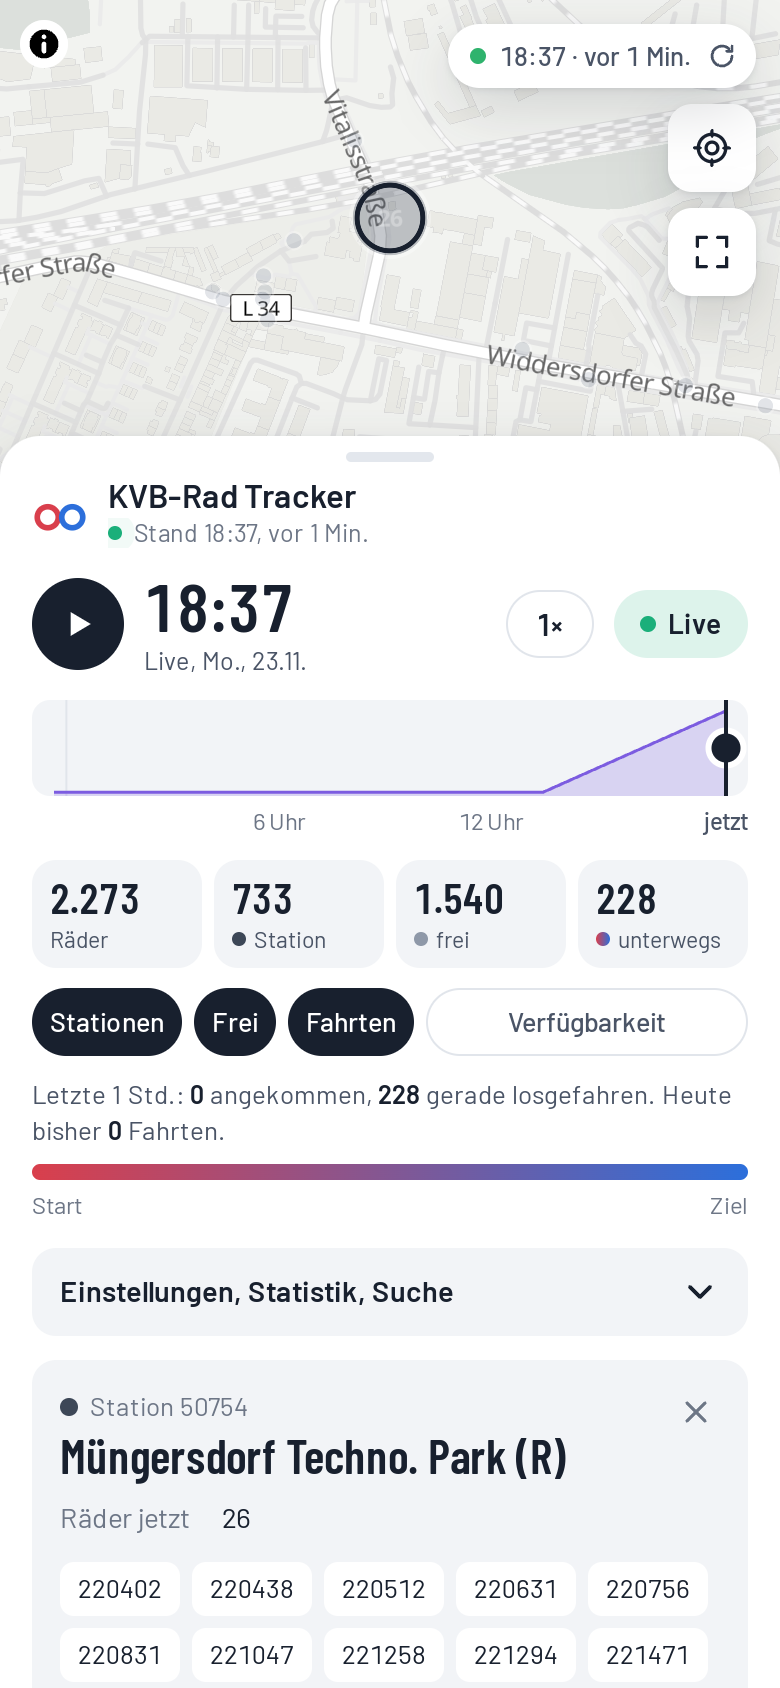 18:37 · vor 1 Min.
Vitalisstraße
26
fer Straße
L 34
Widdersdorfer Straße
KVB-Rad Tracker
Stand 18:37, vor 1 Min.
18:37
Live, Mo., 23.11.
1×
Live
6 Uhr
12 Uhr
jetzt
2.273
Räder
733
Station
1.540
frei
228
unterwegs
Stationen
Frei
Fahrten
Verfügbarkeit
Letzte 1 Std.: 0 angekommen, 228 gerade losgefahren. Heute
bisher 0 Fahrten.
Start
Ziel
Einstellungen, Statistik, Suche
Station 50754
Müngersdorf Techno. Park (R)
Räder jetzt 26
220402 220438 220512 220631 220756
220831 221047 221258 221294 221471